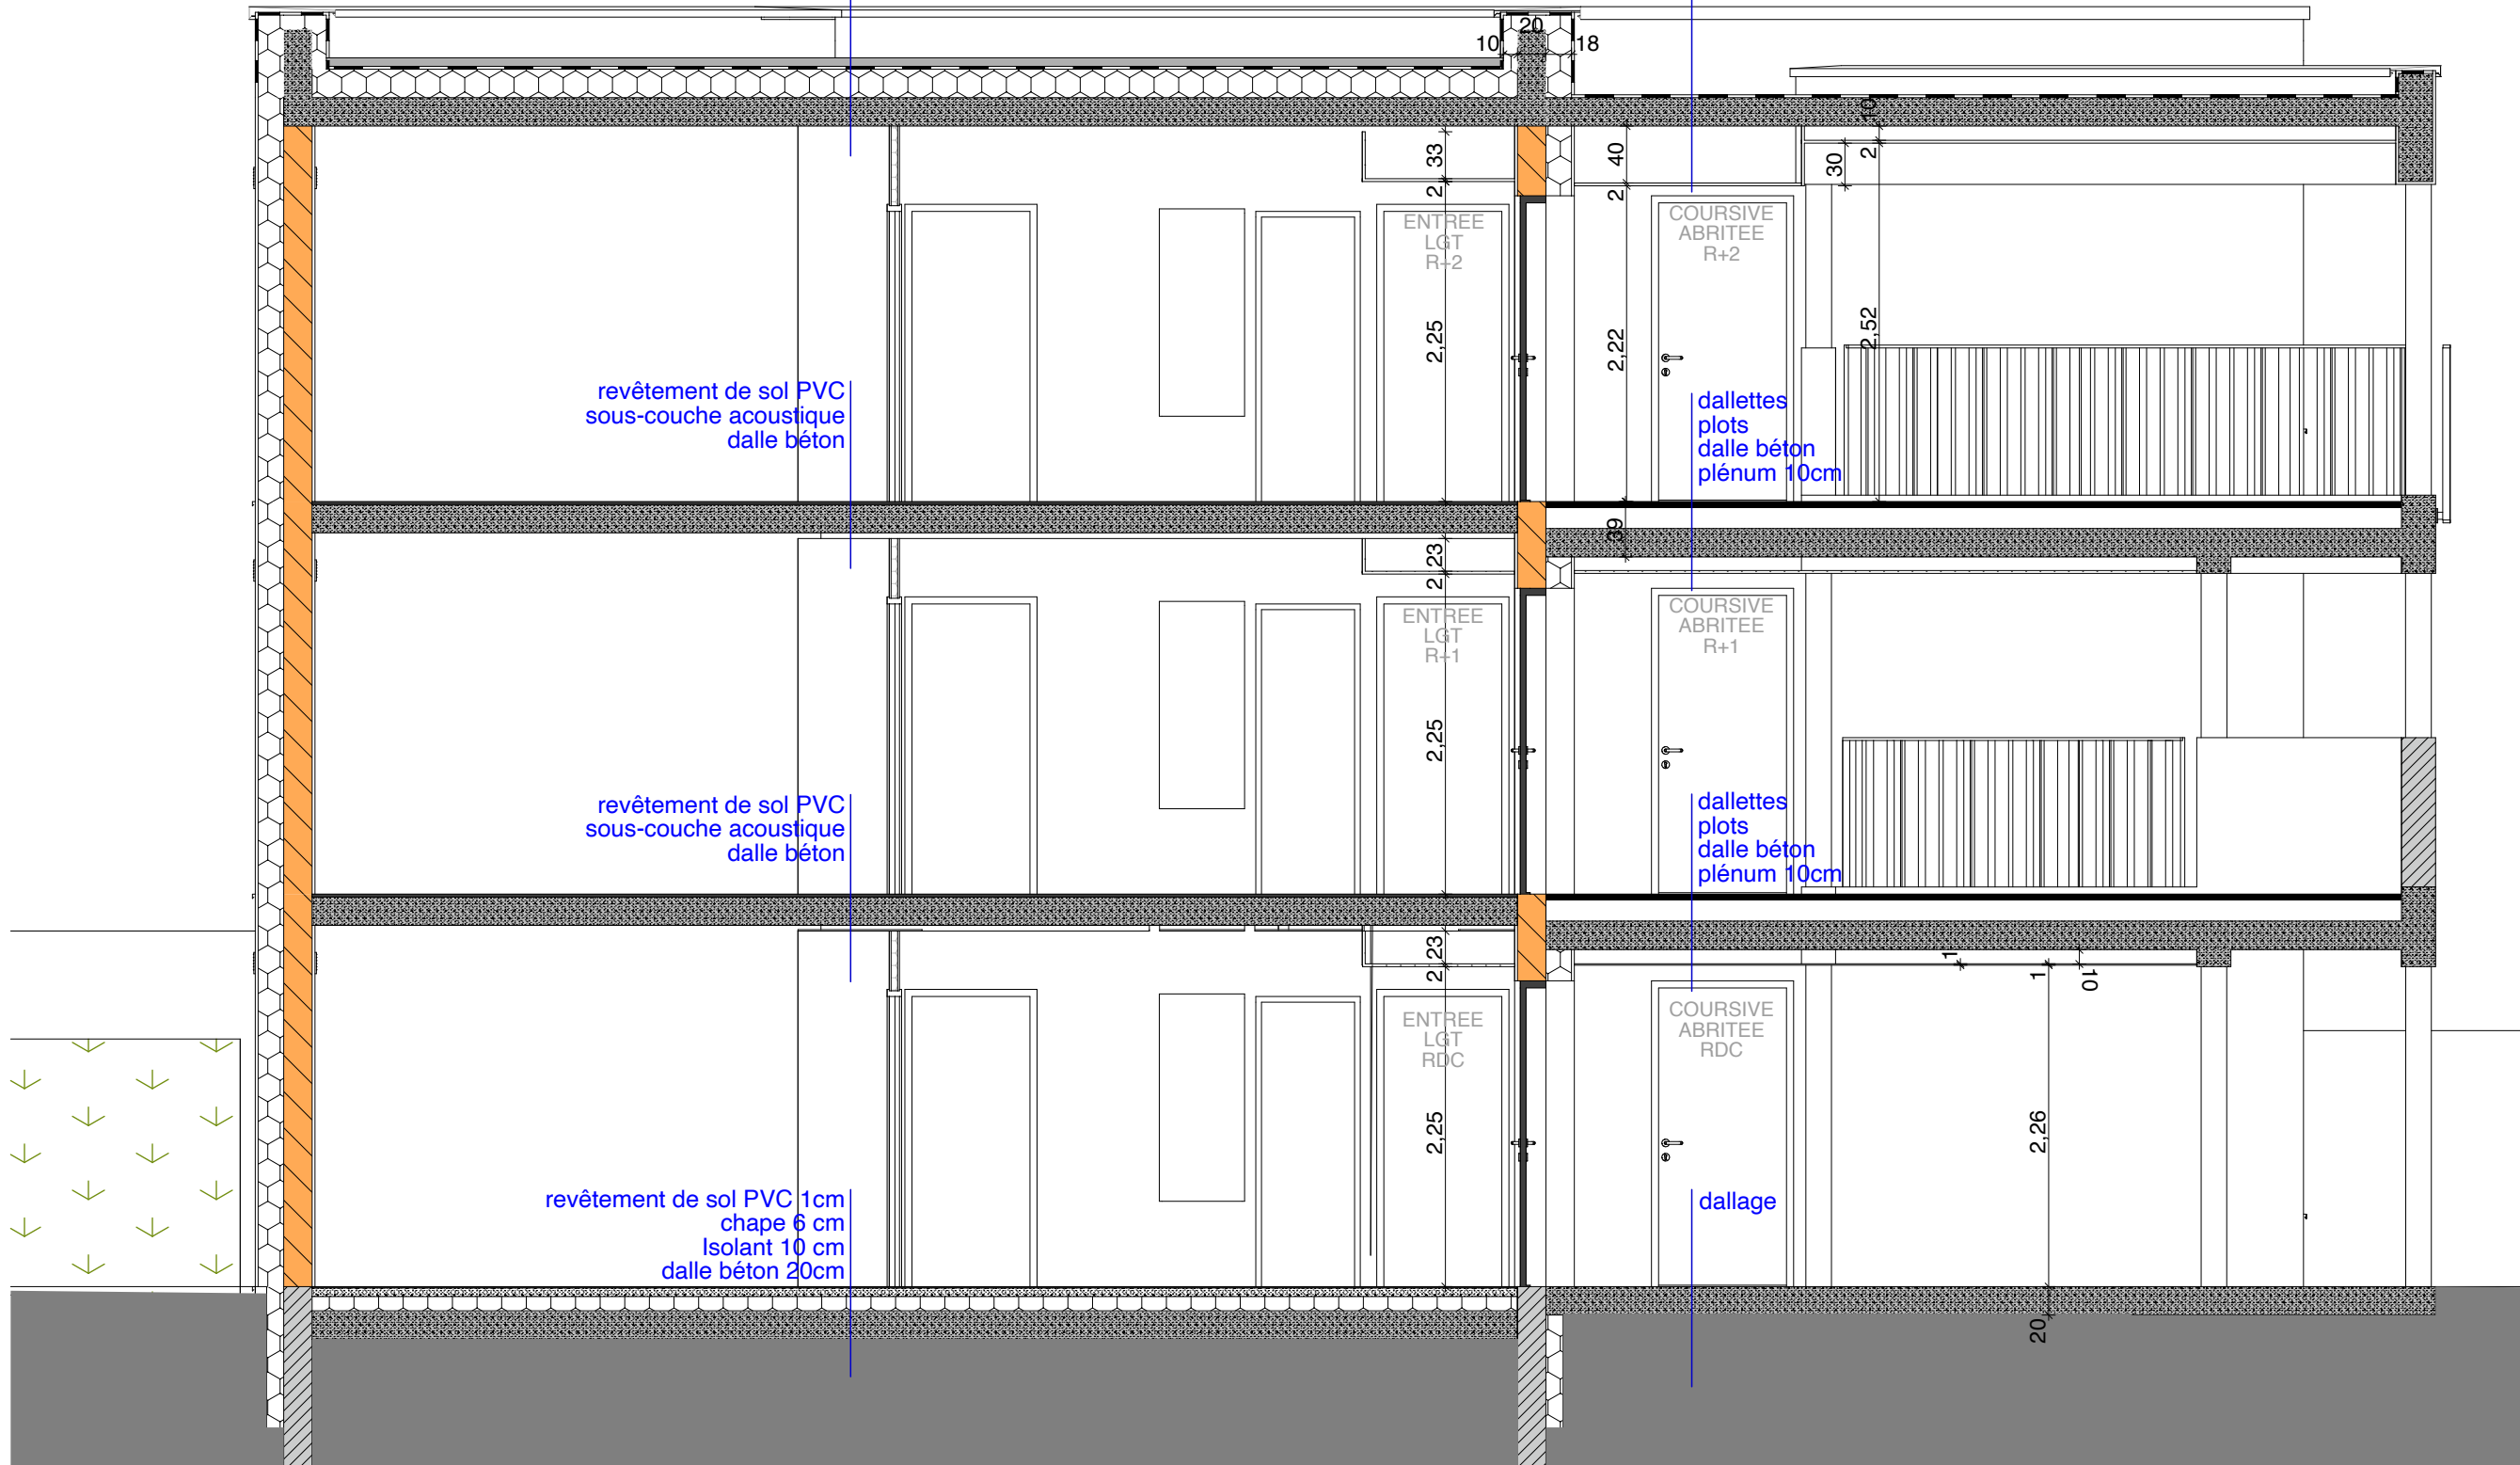 20
10
18
10
33
40
30
2
2
2
ENTREE
LGT
R+2
COURSIVE
ABRITEE
R+2
2,25
2,22
2,52
revêtement de sol PVC
sous-couche acoustique
dalle béton
dallettes
plots
dalle béton
plénum 10cm
39
23
2
ENTREE
LGT
R+1
COURSIVE
ABRITEE
R+1
2,25
revêtement de sol PVC
sous-couche acoustique
dalle béton
dallettes
plots
dalle béton
plénum 10cm
23
2
1
1
10
ENTREE
LGT
RDC
COURSIVE
ABRITEE
RDC
2,25
2,26
revêtement de sol PVC 1cm
chape 6 cm
Isolant 10 cm
dalle béton 20cm
dallage
20